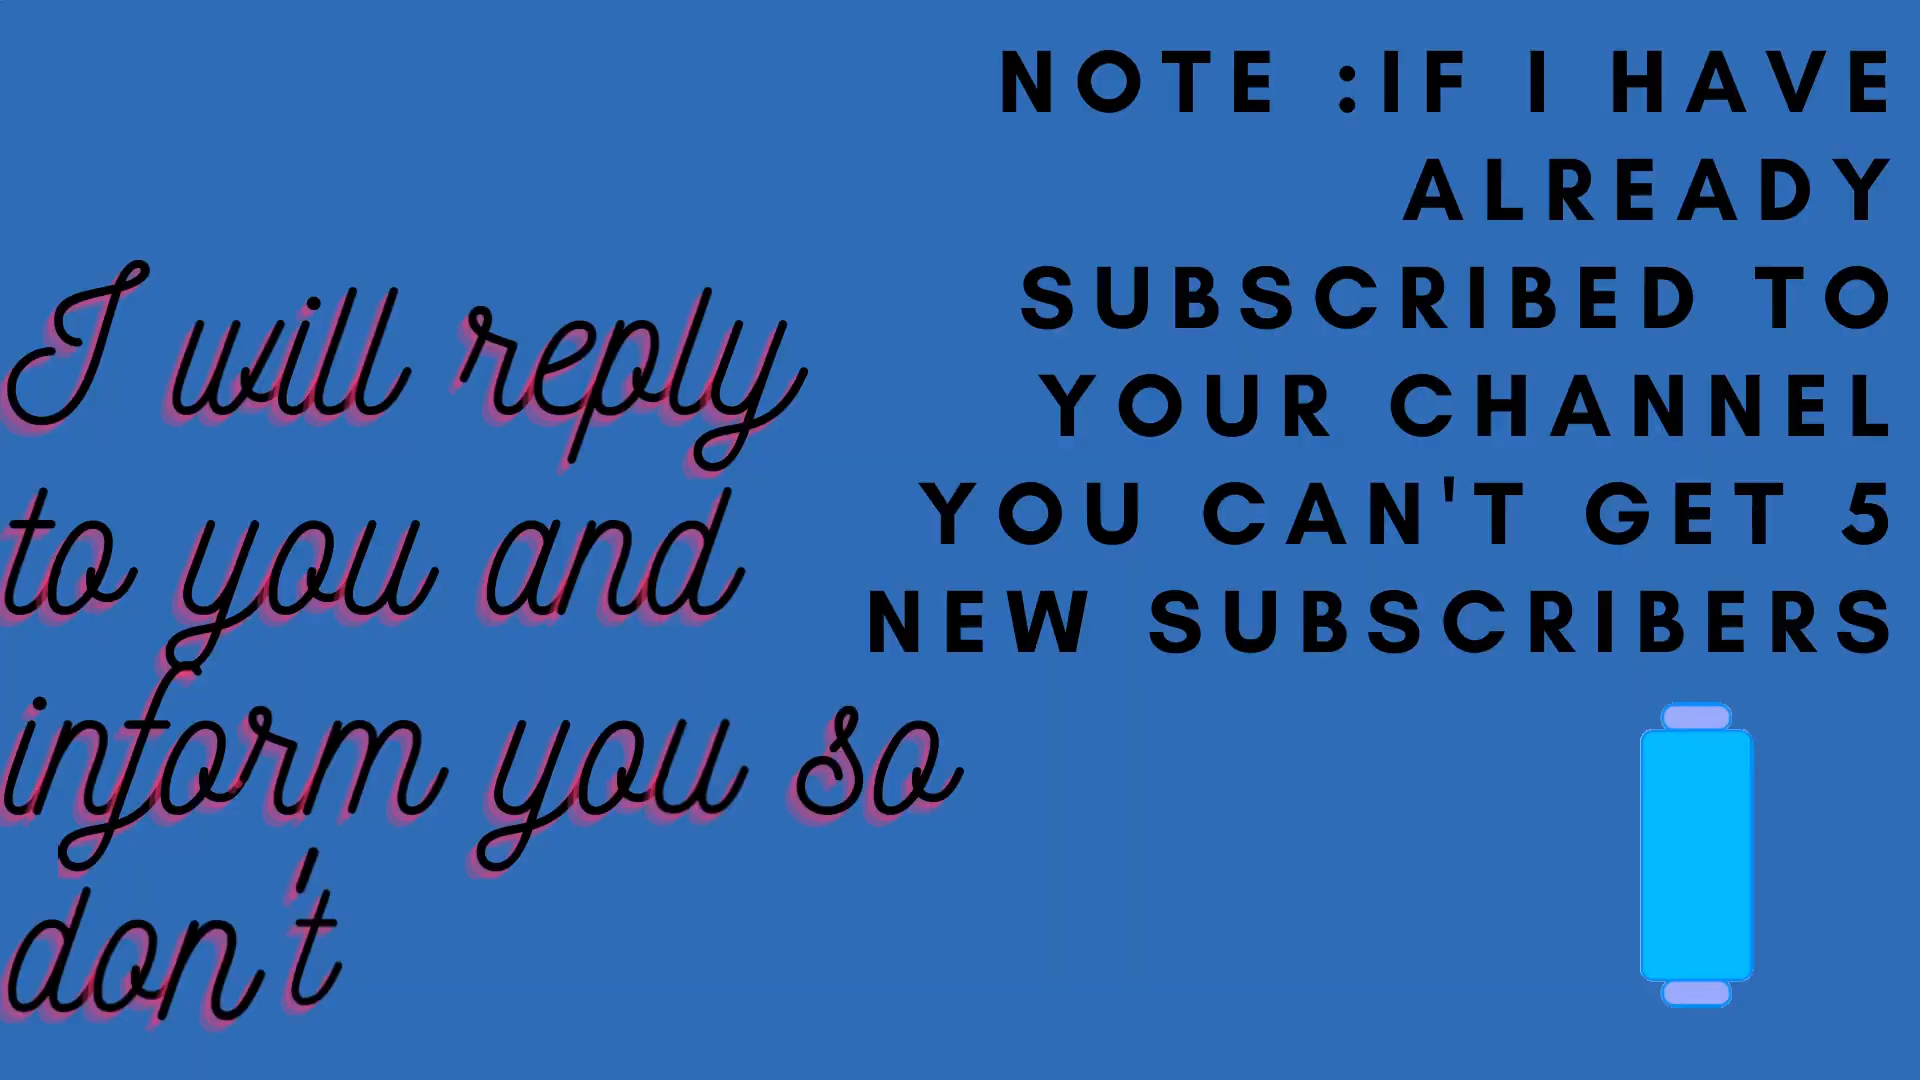 I will reply
to you and
inform you so
don't
NOTE :IF I HAVE
ALREADY
SUBSCRIBED TO
YOUR CHANNEL
YOU CAN'T GET 5
NEW SUBSCRIBERS